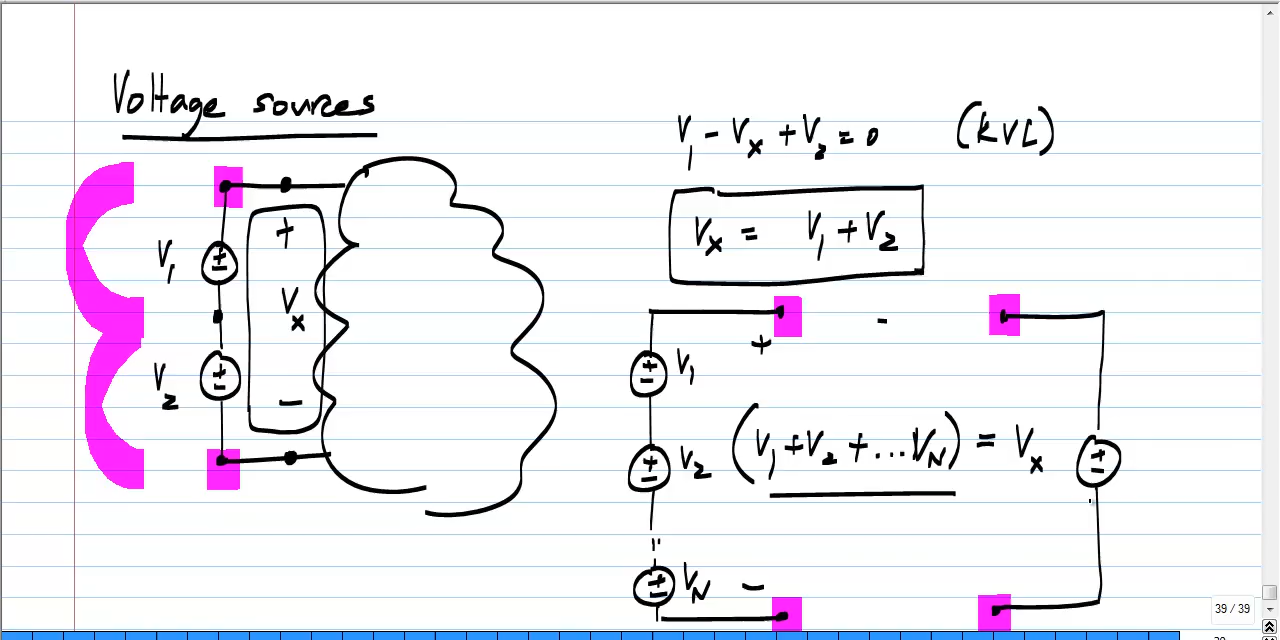 Voltage sources
V1 - Vx + V2 = 0 (KVL)
Vx = V1 + V2
V1
+
Vx
V2
-
+ -
V1
V2 (V1 + V2 + ... VN) = Vx
VN -
39 / 39